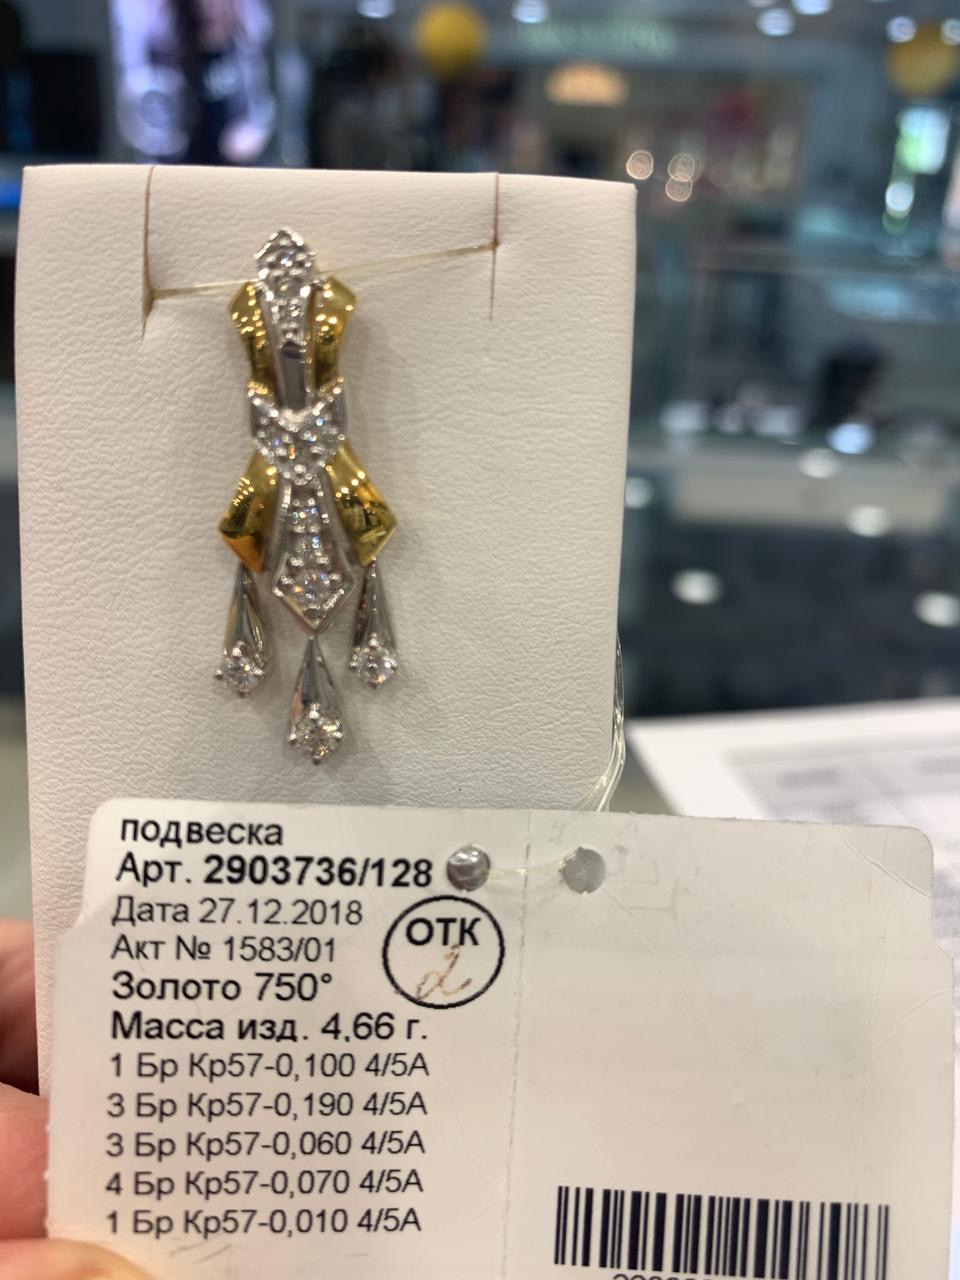 подвеска
Арт. 2903736/128
Дата 27.12.2018
ОТК
2
Акт № 1583/01
Золото 750°
Масса изд. 4,66 г.
1 Бр Кр57-0,100 4/5А
3 Бр Кр57-0,190 4/5А
3 Бр Кр57-0,060 4/5А
4 Бр Кр57-0,070 4/5А
1 Бр Кр57-0,010 4/5А